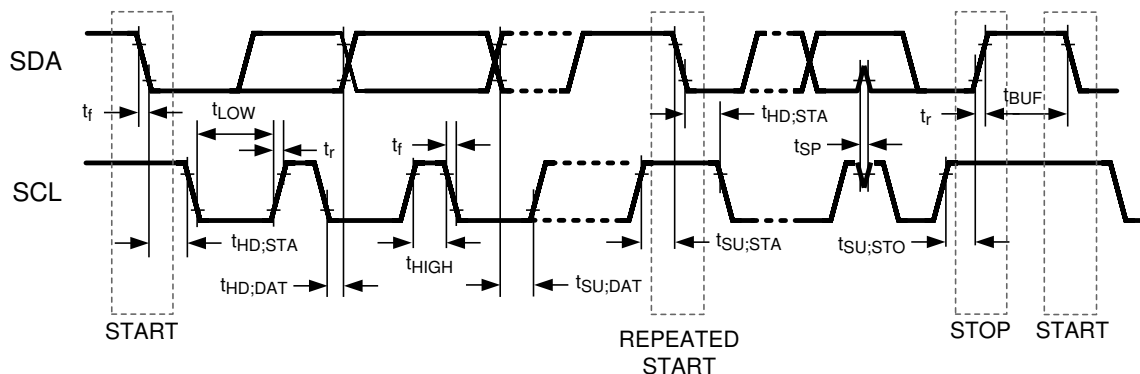 SDA
t_f
t_LOW
t_r
t_f
t_HD;STA
t_SP
t_r
t_BUF
SCL
t_HD;STA
t_HD;DAT
t_HIGH
t_SU;DAT
t_SU;STA
t_SU;STO
START
REPEATED
START
STOP
START